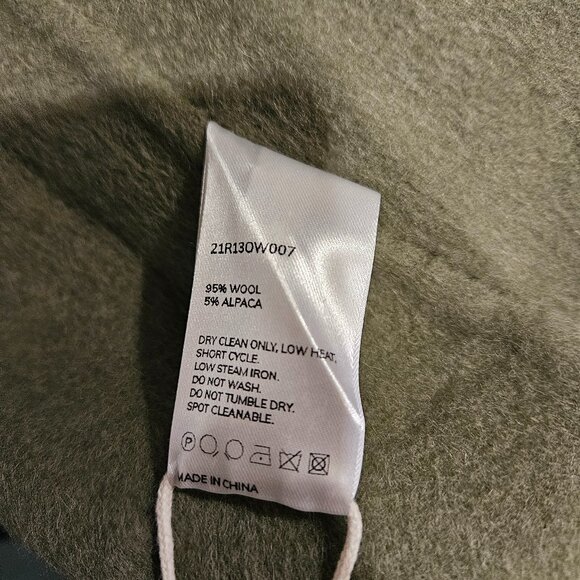 21R13OW007
95% WOOL
5% ALPACA
DRY CLEAN ONLY, LOW HEAT,
SHORT CYCLE.
LOW STEAM IRON.
DO NOT WASH.
DO NOT TUMBLE DRY.
SPOT CLEANABLE.
P
MADE IN CHINA